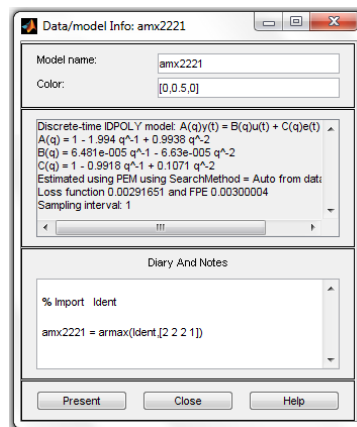 Data/model Info: amx2221
Model name:
amx2221
Color:
[0,0.5,0]
Discrete-time IDPOLY model: A(q)y(t) = B(q)u(t) + C(q)e(t)
A(q) = 1 - 1.994 q^-1 + 0.9938 q^-2
B(q) = 6.481e-005 q^-1 - 6.63e-005 q^-2
C(q) = 1 - 0.9918 q^-1 + 0.1071 q^-2
Estimated using PEM using SearchMethod = Auto from data
Loss function 0.00291651 and FPE 0.00300004
Sampling interval: 1
Diary And Notes
% Import Ident
amx2221 = armax(Ident,[2 2 2 1])
Present
Close
Help